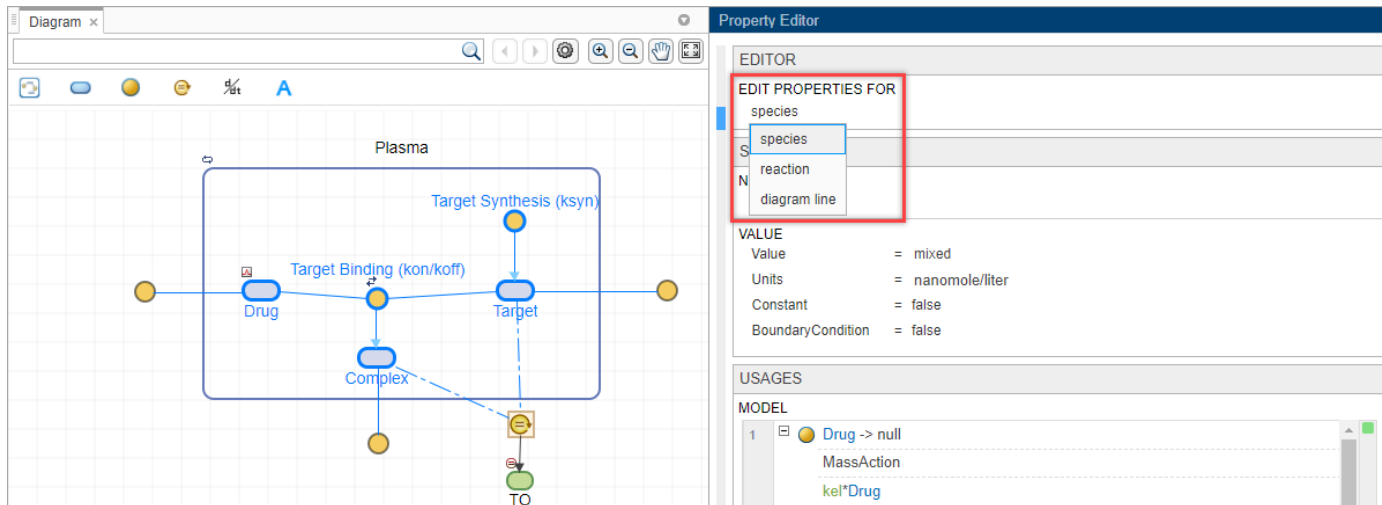 Diagram ×
d/dt
A
Plasma
Target Synthesis (ksyn)
Target Binding (kon/koff)
Drug
Target
Complex
TO
Property Editor
EDITOR
EDIT PROPERTIES FOR
species
species
reaction
diagram line
S
N
VALUE
Value = mixed
Units = nanomole/liter
Constant = false
BoundaryCondition = false
USAGES
MODEL
1 Drug -> null
MassAction
kel*Drug